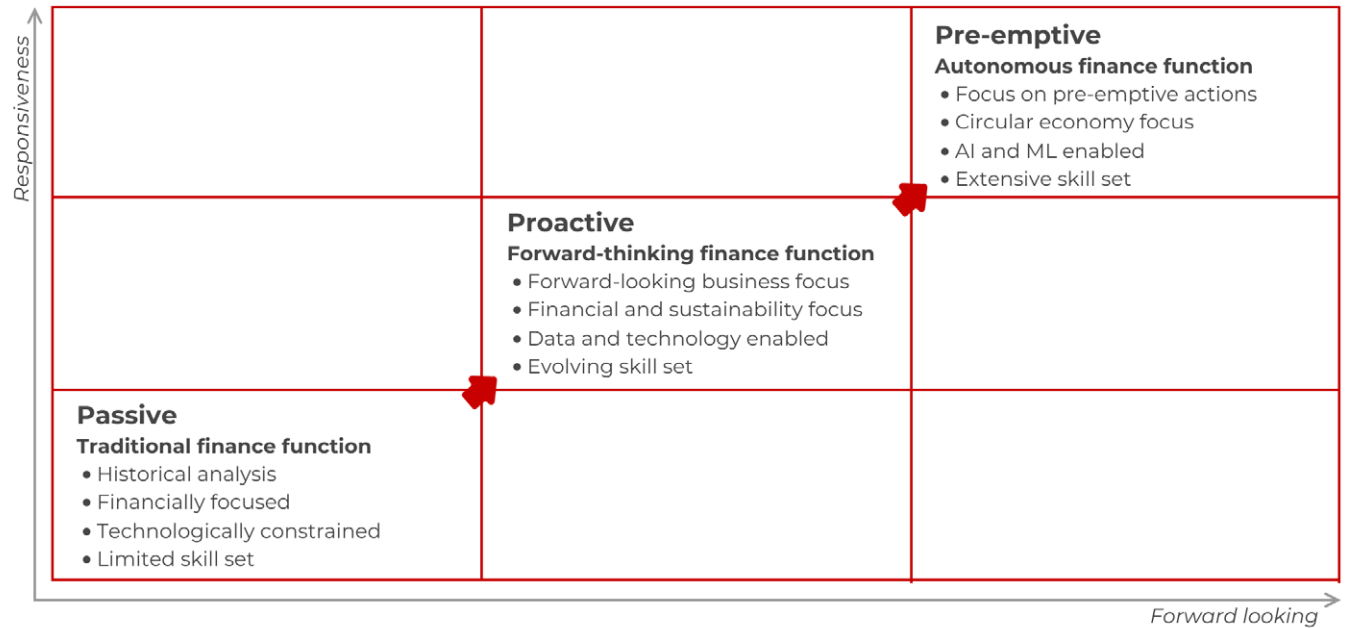 Responsiveness
Pre-emptive
Autonomous finance function
• Focus on pre-emptive actions
• Circular economy focus
• AI and ML enabled
• Extensive skill set
Proactive
Forward-thinking finance function
• Forward-looking business focus
• Financial and sustainability focus
• Data and technology enabled
• Evolving skill set
Passive
Traditional finance function
• Historical analysis
• Financially focused
• Technologically constrained
• Limited skill set
Forward looking